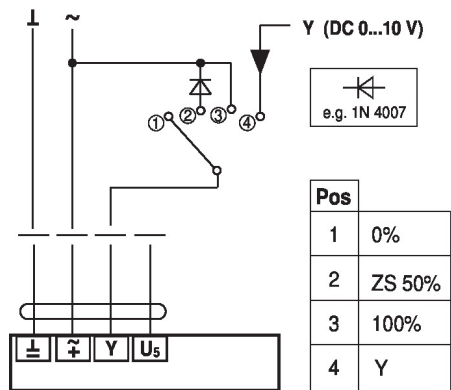 ⊥ ~
Y (DC 0...10 V)
① ② ③ ④
e.g. 1N 4007
Pos
1 0%
2 ZS 50%
3 100%
4 Y
⊥ ~+ Y U5